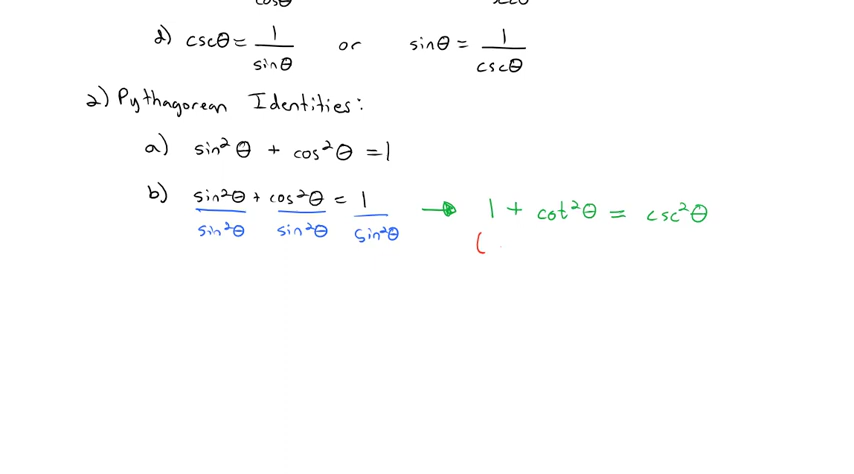 cosθ
d) cscθ = 1/sinθ or sinθ = 1/cscθ
2) Pythagorean Identities:
a) sin²θ + cos²θ = 1
b) sin²θ/sin²θ + cos²θ/sin²θ = 1/sin²θ → 1 + cot²θ = csc²θ
(